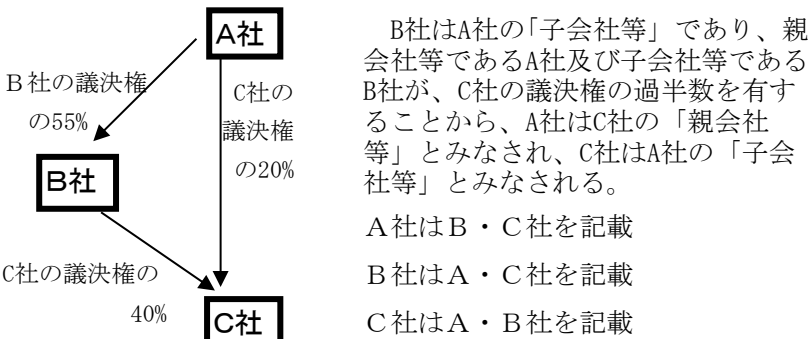 A社
B社の議決権
の55%
C社の
議決権
の20%
B社
C社の議決権の
40%
C社
B社はA社の「子会社等」であり、親
会社等であるA社及び子会社等である
B社が、C社の議決権の過半数を有す
ることから、A社はC社の「親会社
等」とみなされ、C社はA社の「子会
社等」とみなされる。
A社はB・C社を記載
B社はA・C社を記載
C社はA・B社を記載